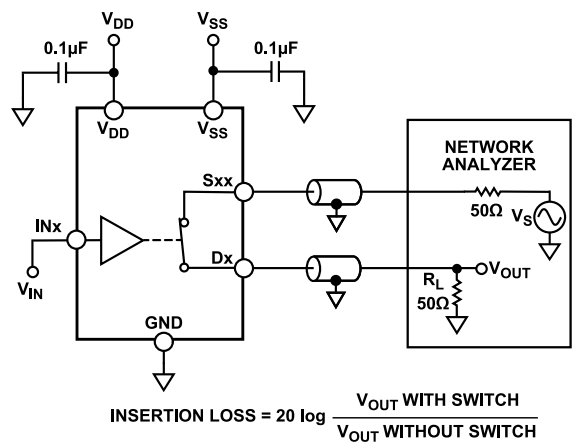 VDD
VSS
0.1µF
0.1µF
VDD
VSS
NETWORK
ANALYZER
Sxx
50Ω
VS
INx
Dx
VOUT
RL
50Ω
VIN
GND
INSERTION LOSS = 20 log VOUT WITH SWITCH
VOUT WITHOUT SWITCH